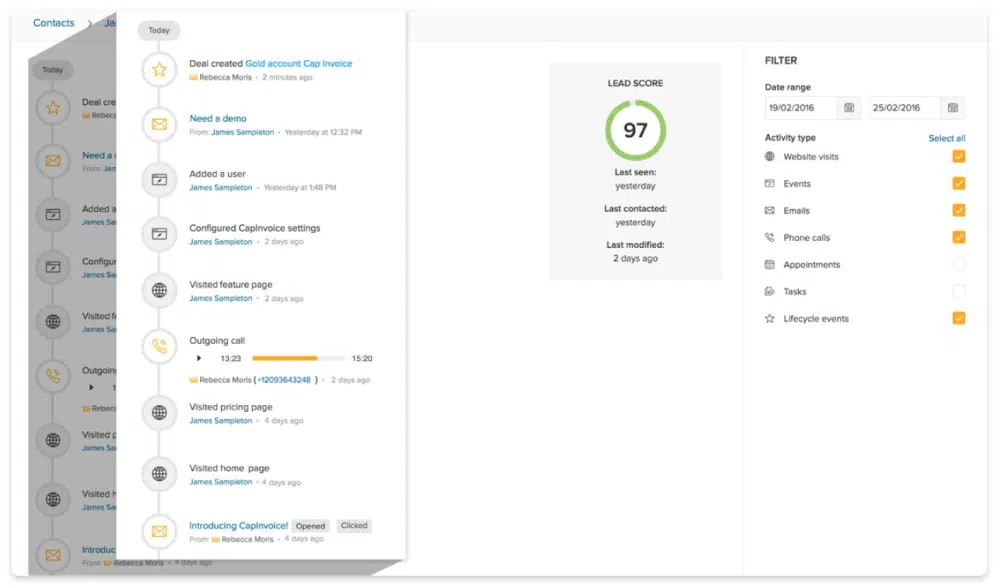 Contacts > Ja
Today
Deal cre
Rebecc
Need a
From: Jam
Added a
James Sa
Configu
James Sa
Visited f
James Sa
Outgoin
1
Rebecc
Visited p
James Sa
Visited h
James Sa
Introduc
From: Rebecca Moris • 4 days ago
Today
Deal created Gold account Cap Invoice
Rebecca Moris • 2 minutes ago
Need a demo
From: James Sampleton • Yesterday at 12:32 PM
Added a user
James Sampleton • Yesterday at 1:48 PM
Configured CapInvoice settings
James Sampleton • 2 days ago
Visited feature page
James Sampleton • 2 days ago
Outgoing call
13:23 15:20
Rebecca Moris ( +12093643248 ) • 2 days ago
Visited pricing page
James Sampleton • 4 days ago
Visited home page
James Sampleton • 4 days ago
Introducing CapInvoice! Opened Clicked
From: Rebecca Moris • 4 days ago
LEAD SCORE
97
Last seen:
yesterday
Last contacted:
yesterday
Last modified:
2 days ago
FILTER
Date range
19/02/2016 25/02/2016
Activity type Select all
Website visits
Events
Emails
Phone calls
Appointments
Tasks
Lifecycle events